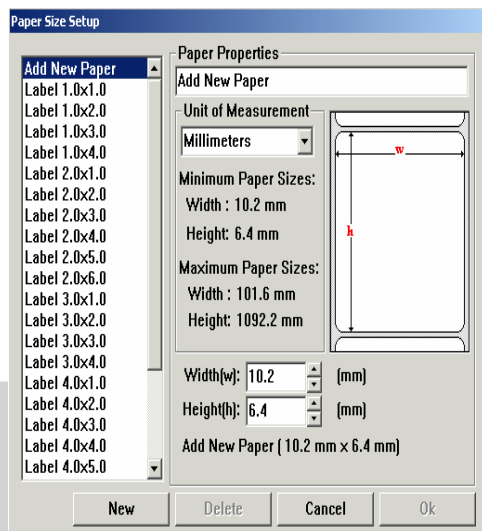 Paper Size Setup
Add New Paper
Label 1.0x1.0
Label 1.0x2.0
Label 1.0x3.0
Label 1.0x4.0
Label 2.0x1.0
Label 2.0x2.0
Label 2.0x3.0
Label 2.0x4.0
Label 2.0x5.0
Label 2.0x6.0
Label 3.0x1.0
Label 3.0x2.0
Label 3.0x3.0
Label 3.0x4.0
Label 4.0x1.0
Label 4.0x2.0
Label 4.0x3.0
Label 4.0x4.0
Label 4.0x5.0
Paper Properties
Add New Paper
Unit of Measurement
Millimeters
Minimum Paper Sizes:
Width : 10.2 mm
Height: 6.4 mm
Maximum Paper Sizes:
Width : 101.6 mm
Height: 1092.2 mm
w
h
Width(w): 10.2 (mm)
Height(h): 6.4 (mm)
Add New Paper ( 10.2 mm x 6.4 mm)
New Delete Cancel Ok